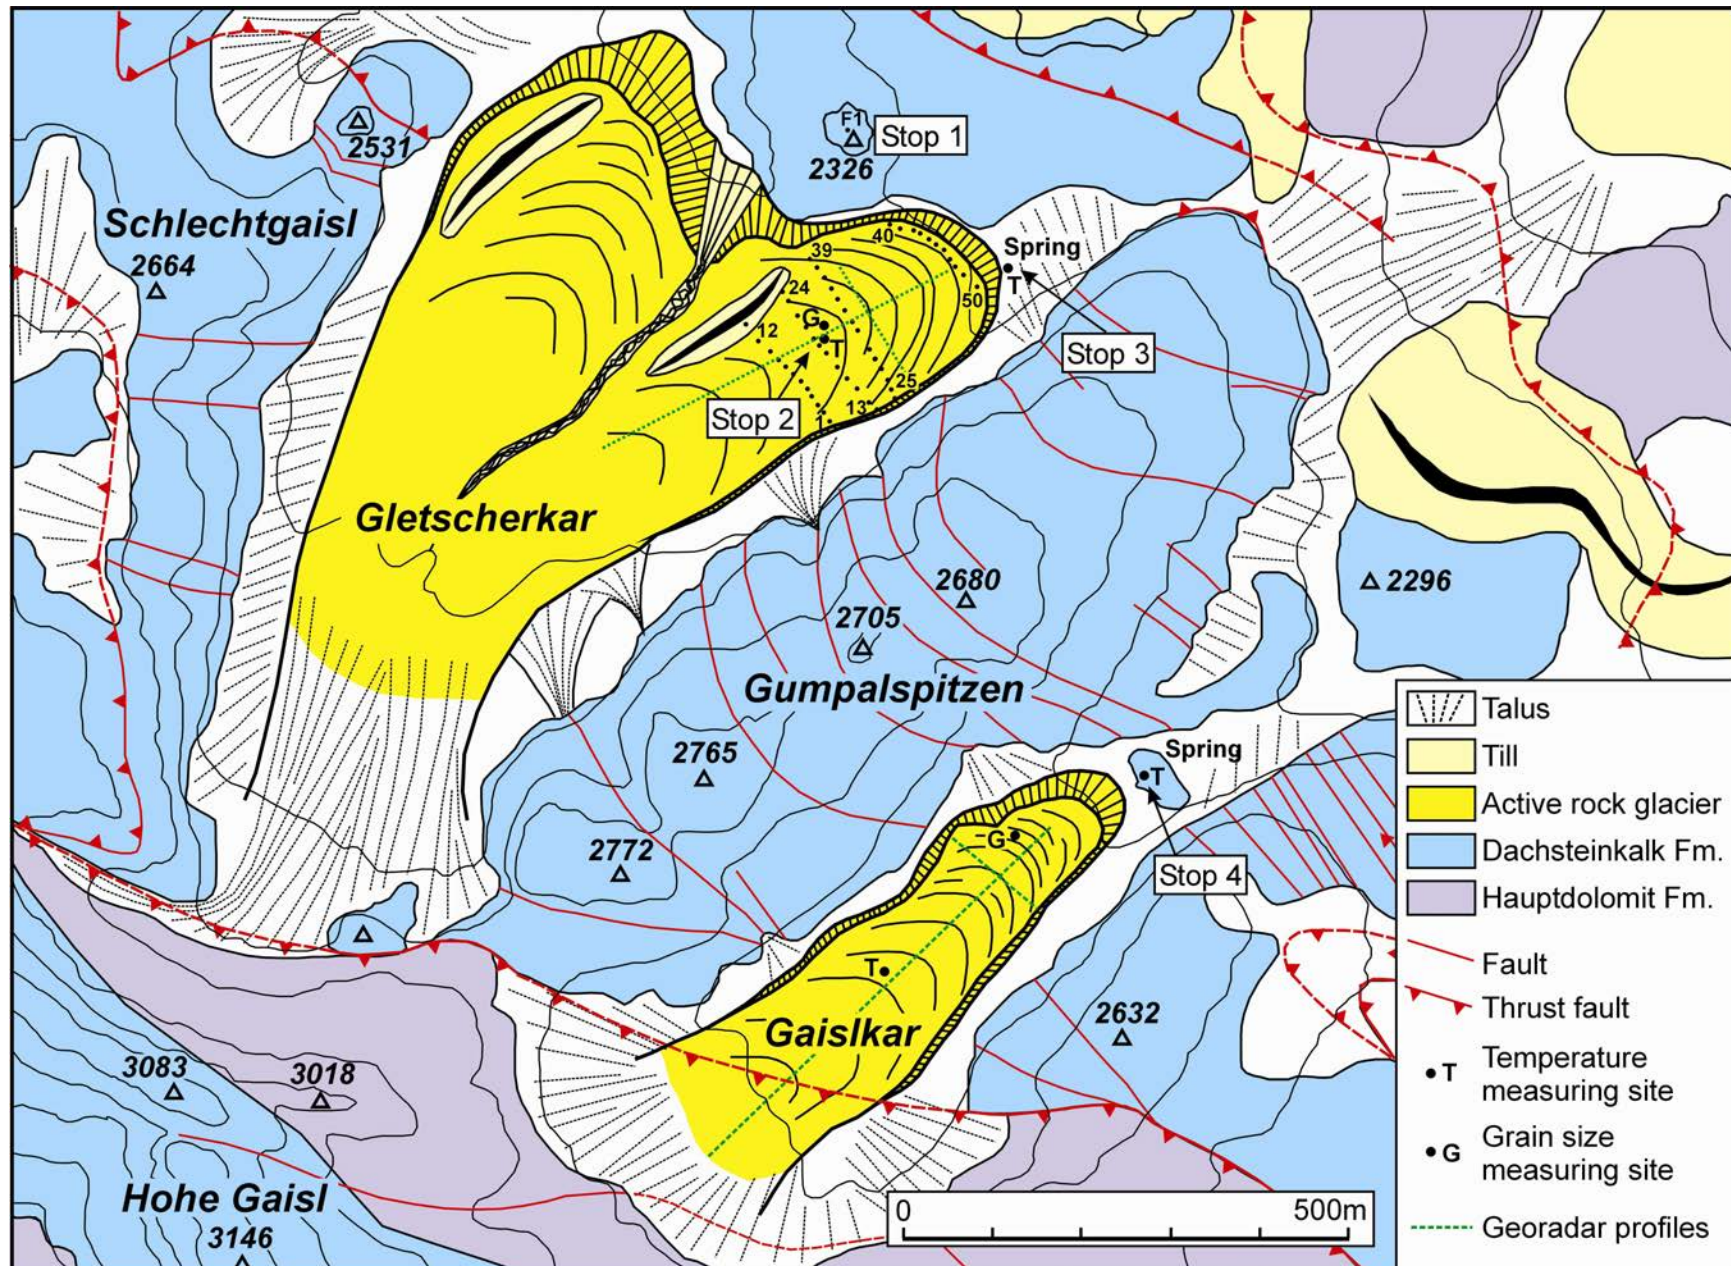 F1
Stop 1
2326
2531
Schlechtgaisl
2664
40
39
Spring
T
24
50
G
12
T
Stop 3
25
Stop 2
13
1
Gletscherkar
2680
2296
2705
Gumpalspitzen
Spring
T
2765
G
2772
Stop 4
T
Gaislkar
2632
3083
3018
Hohe Gaisl
3146
0
500m
Talus
Till
Active rock glacier
Dachsteinkalk Fm.
Hauptdolomit Fm.
Fault
Thrust fault
T
Temperature
measuring site
G
Grain size
measuring site
Georadar profiles